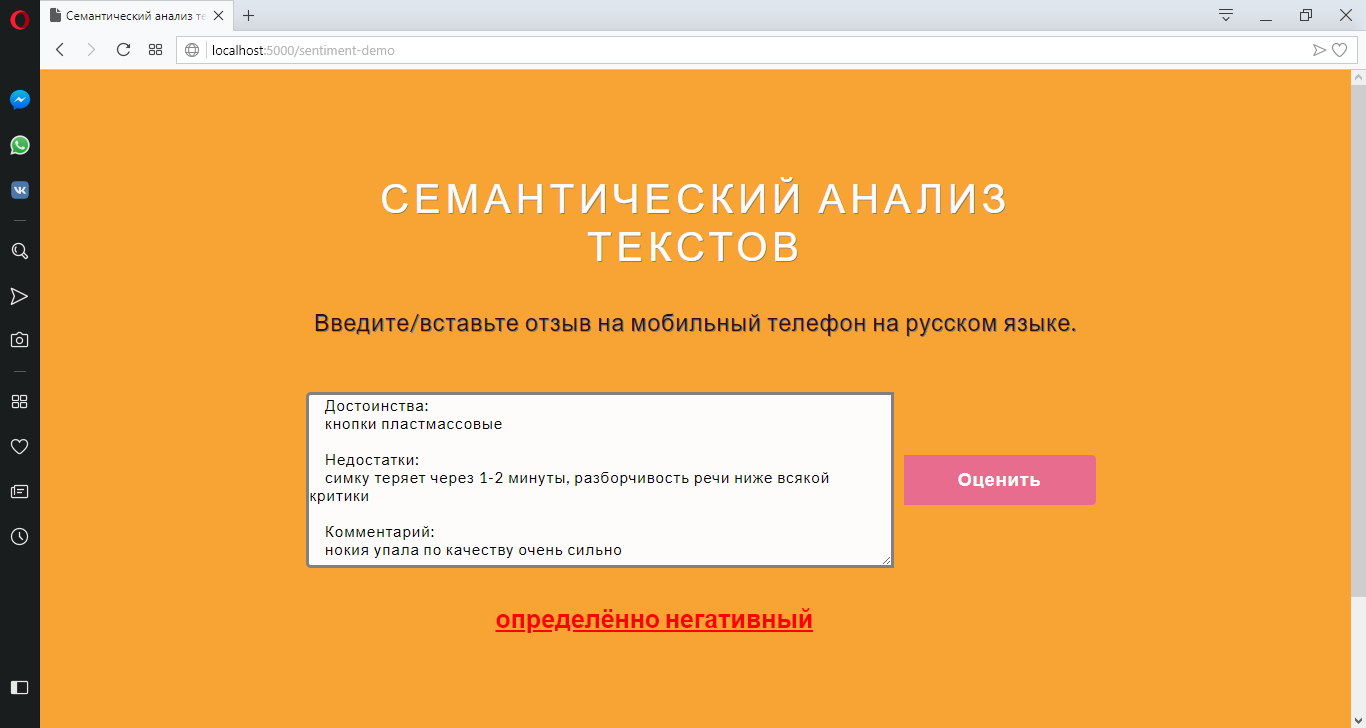 Семантический анализ те
localhost:5000/sentiment-demo
СЕМАНТИЧЕСКИЙ АНАЛИЗ
ТЕКСТОВ
Введите/вставьте отзыв на мобильный телефон на русском языке.
Достоинства:
кнопки пластмассовые
Недостатки:
симку теряет через 1-2 минуты, разборчивость речи ниже всякой
критики
Комментарий:
нокия упала по качеству очень сильно
Оценить
определённо негативный